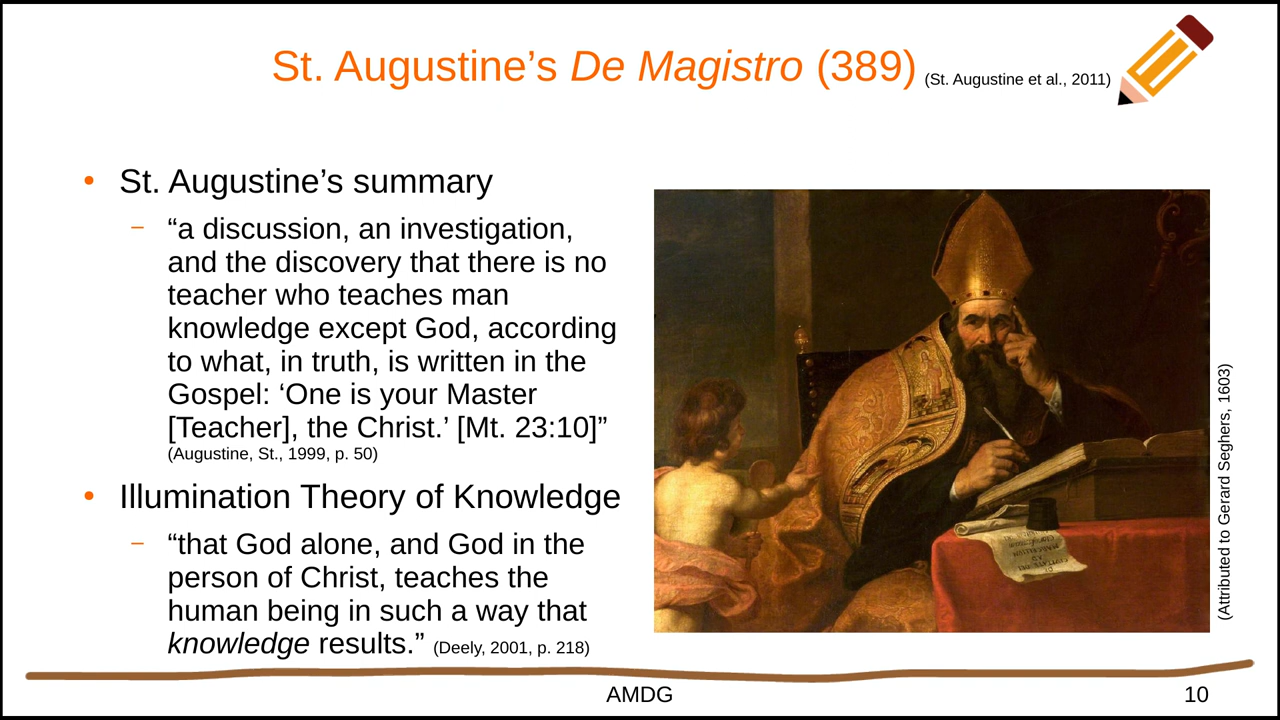 St. Augustine’s De Magistro (389) (St. Augustine et al., 2011)
• St. Augustine’s summary
– “a discussion, an investigation,
and the discovery that there is no
teacher who teaches man
knowledge except God, according
to what, in truth, is written in the
Gospel: ‘One is your Master
[Teacher], the Christ.’ [Mt. 23:10]”
(Augustine, St., 1999, p. 50)
• Illumination Theory of Knowledge
– “that God alone, and God in the
person of Christ, teaches the
human being in such a way that
knowledge results.” (Deely, 2001, p. 218)
(Attributed to Gerard Seghers, 1603)
AMDG
10